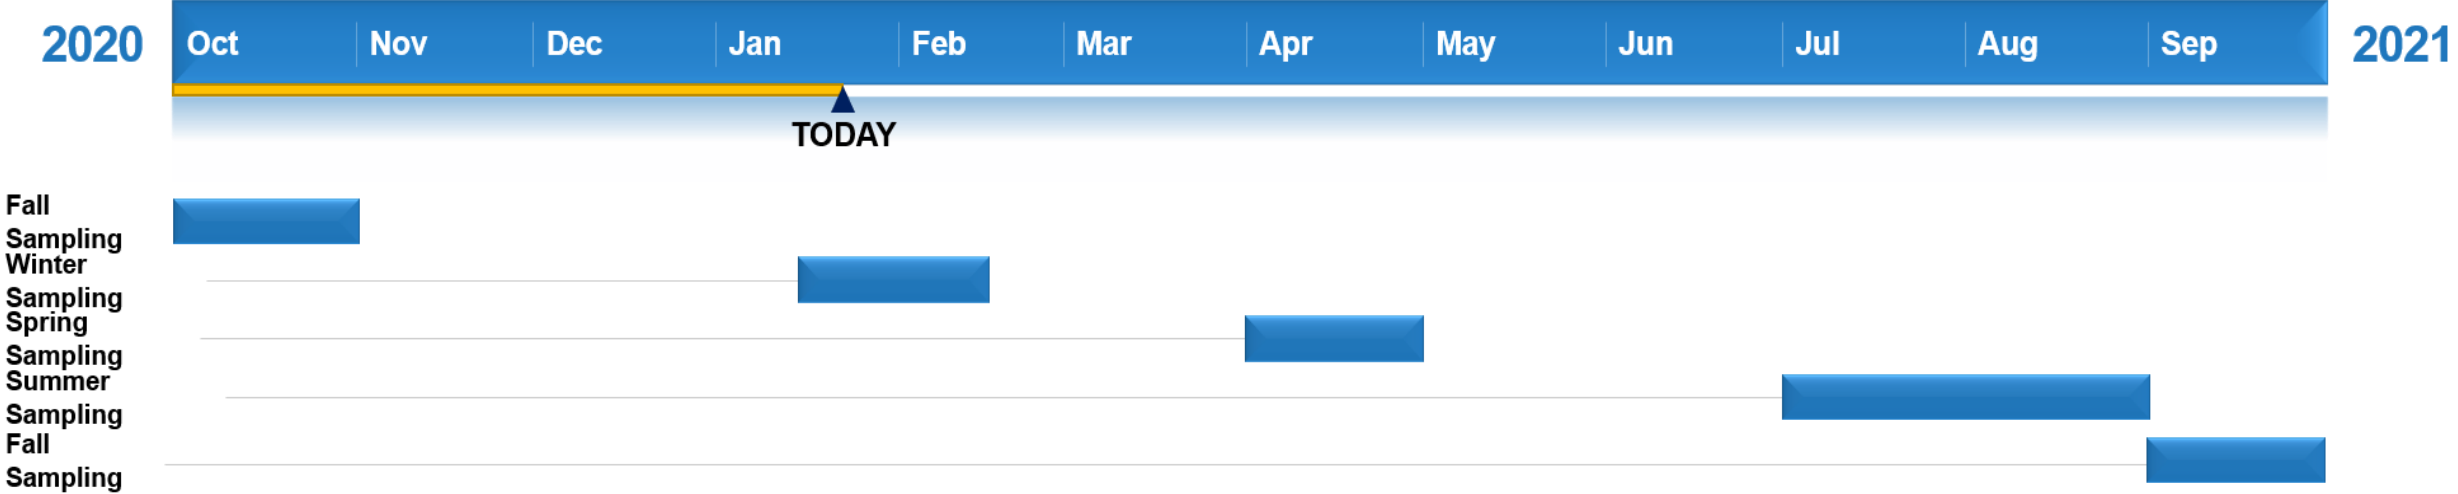 2020 Oct Nov Dec Jan Feb Mar Apr May Jun Jul Aug Sep 2021
TODAY
Fall
Sampling
Winter
Sampling
Spring
Sampling
Summer
Sampling
Fall
Sampling